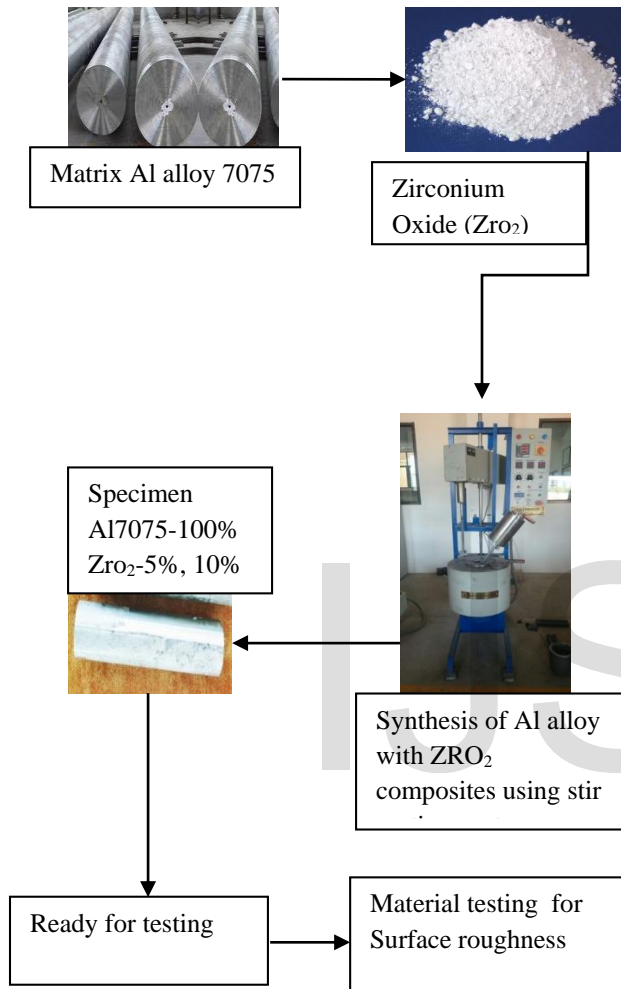 Matrix Al alloy 7075
Zirconium
Oxide (Zro₂)
Specimen
Al7075-100%
Zro₂-5%, 10%
Synthesis of Al alloy
with ZRO₂
composites using stir
Ready for testing
Material testing for
Surface roughness
IJS